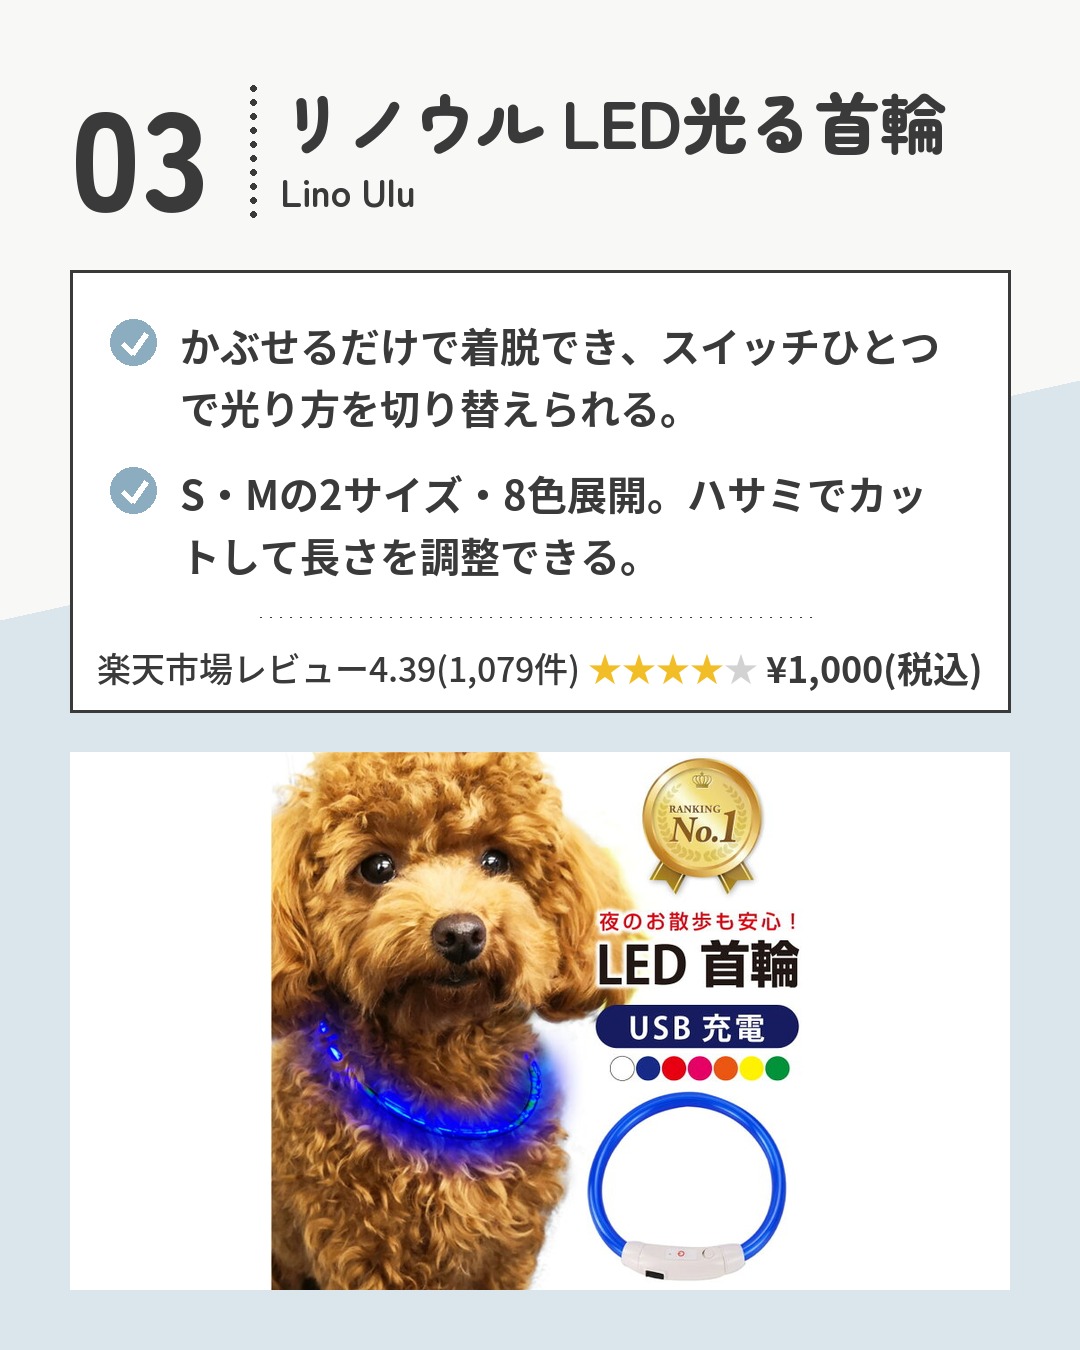 03
リノウル LED光る首輪
Lino Ulu
かぶせるだけで着脱でき、スイッチひとつ
で光り方を切り替えられる。
S・Mの2サイズ・8色展開。ハサミでカッ
トして長さを調整できる。
楽天市場レビュー4.39(1,079件) ★★★★★ ¥1,000(税込)
RANKING
No.1
夜のお散歩も安心！
LED 首輪
USB 充電